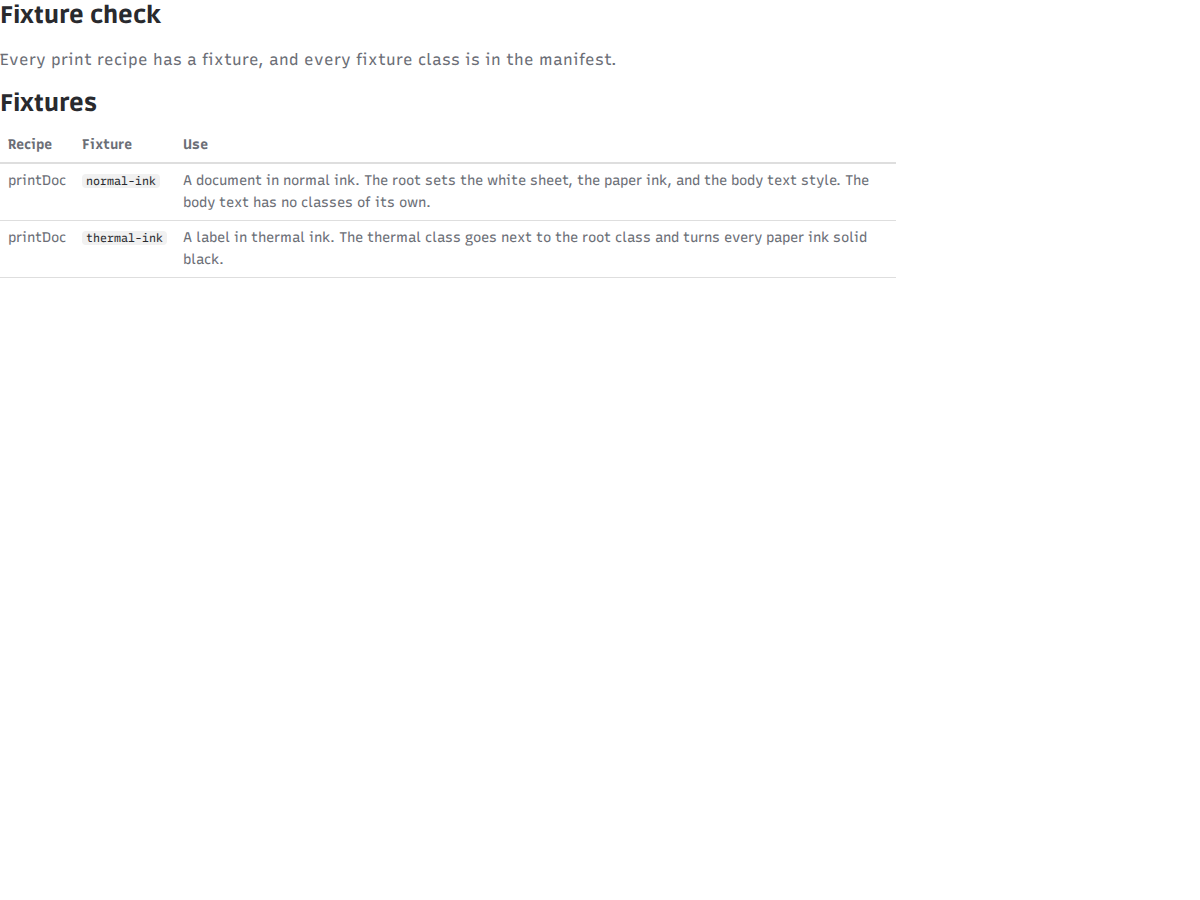 Fixture check
Every print recipe has a fixture, and every fixture class is in the manifest.
Fixtures
Recipe Fixture Use
printDoc normal-ink A document in normal ink. The root sets the white sheet, the paper ink, and the body text style. The
body text has no classes of its own.
printDoc thermal-ink A label in thermal ink. The thermal class goes next to the root class and turns every paper ink solid
black.